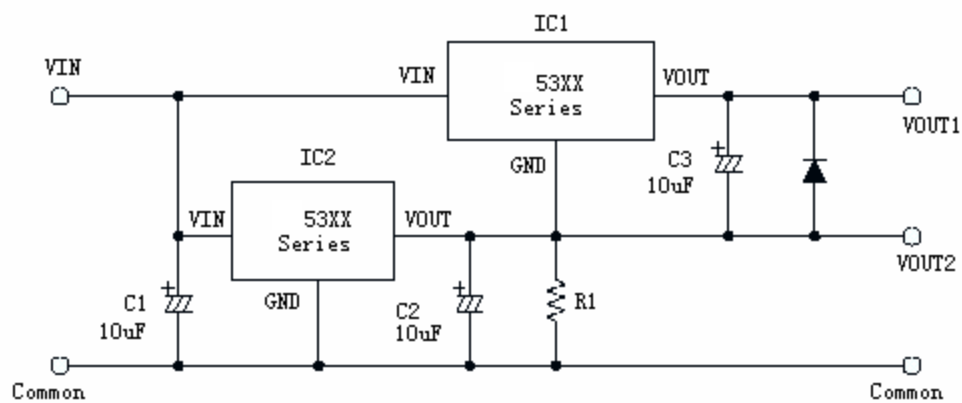 IC1
VIN
VIN
53XX
Series
VOUT
VOUT1
IC2
GND
C3
10uF
VIN
53XX
Series
VOUT
VOUT2
C1
10uF
GND
C2
10uF
R1
Common
Common